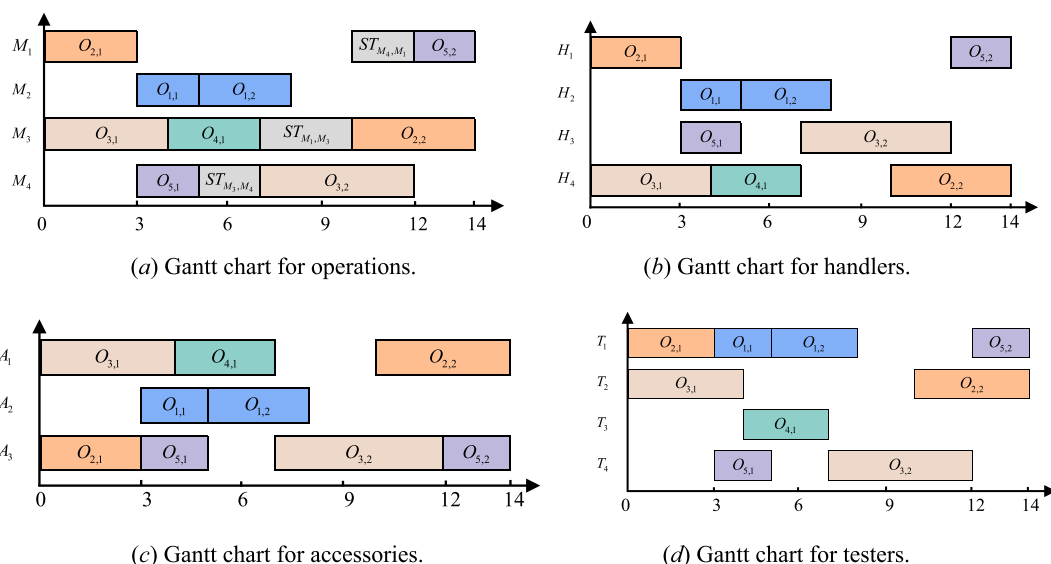 M1 O2,1 STM4,M1 O5,2
M2 O1,1 O1,2
M3 O3,1 O4,1 STM1,M3 O2,2
M4 O5,1 STM3,M4 O3,2
0 3 6 9 12 14
(a) Gantt chart for operations.
H1 O2,1 O5,2
H2 O1,1 O1,2
H3 O5,1 O3,2
H4 O3,1 O4,1 O2,2
0 3 6 9 12 14
(b) Gantt chart for handlers.
A1 O3,1 O4,1 O2,2
A2 O1,1 O1,2
A3 O2,1 O5,1 O3,2 O5,2
0 3 6 9 12 14
(c) Gantt chart for accessories.
T1 O2,1 O1,1 O1,2 O5,2
T2 O3,1 O2,2
T3 O4,1
T4 O5,1 O3,2
0 3 6 9 12 14
(d) Gantt chart for testers.